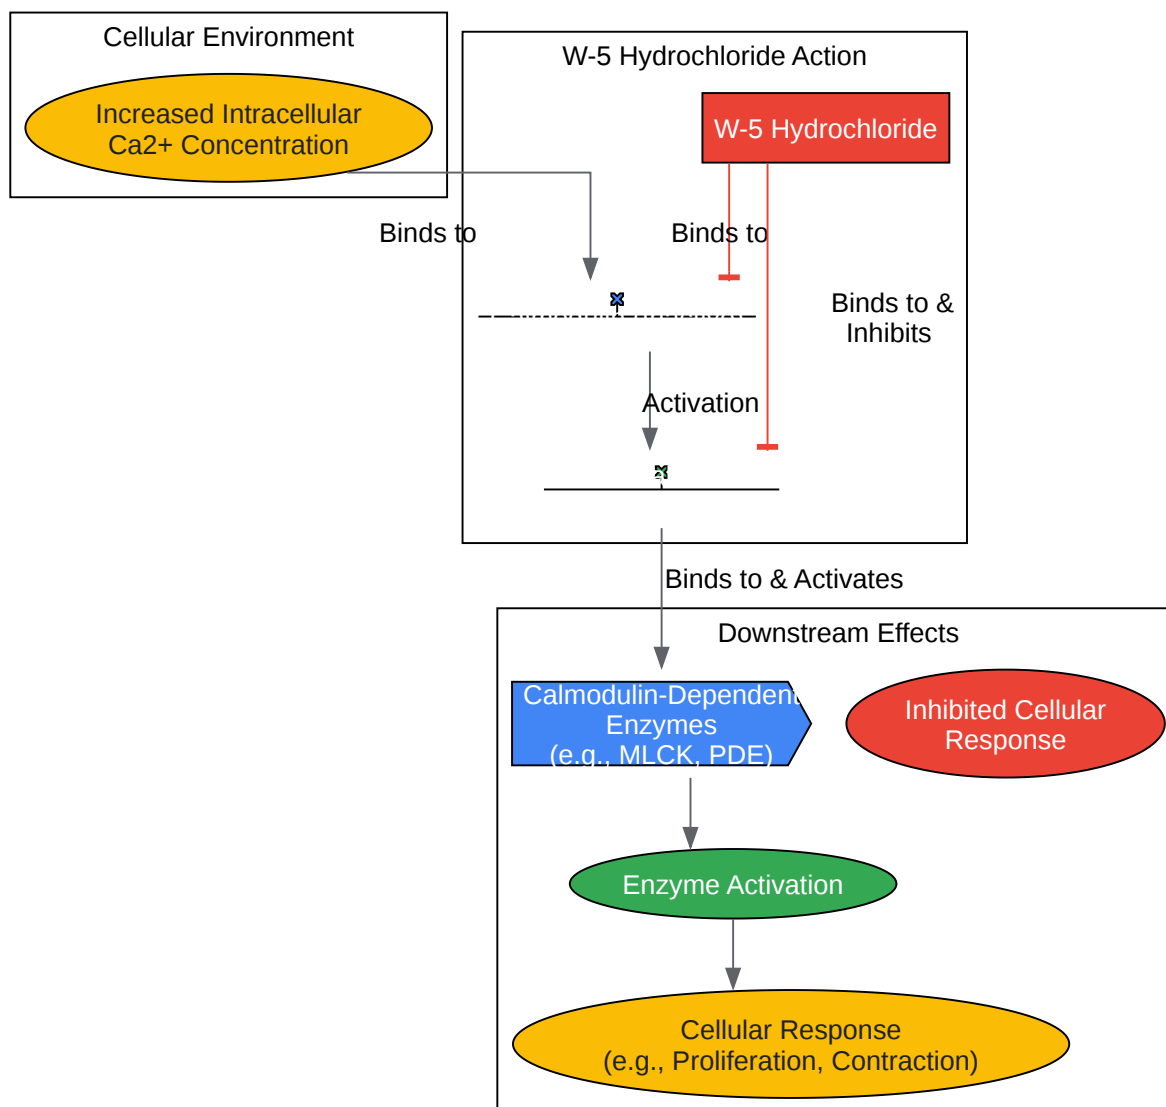 Cellular Environment
Increased Intracellular
Ca2+ Concentration
W-5 Hydrochloride Action
W-5 Hydrochloride
Binds to
Binds to
Binds to &
Inhibits
Activation
Binds to & Activates
Downstream Effects
Calmodulin-Dependent
Enzymes
(e.g., MLCK, PDE)
Inhibited Cellular
Response
Enzyme Activation
Cellular Response
(e.g., Proliferation, Contraction)